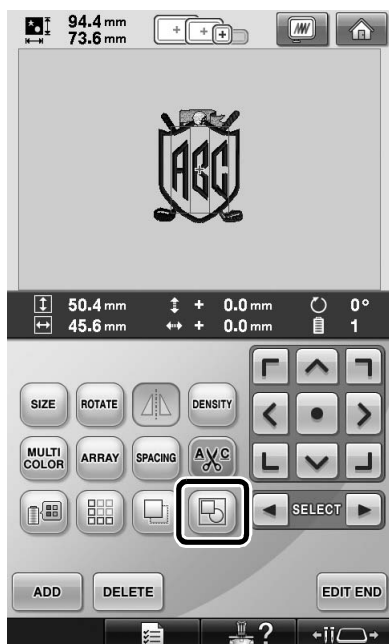 94.4 mm
73.6 mm
ABC
50.4 mm + 0.0 mm 0°
45.6 mm + 0.0 mm 1
SIZE ROTATE DENSITY
MULTI COLOR ARRAY SPACING A C
SELECT
ADD DELETE EDIT END
?